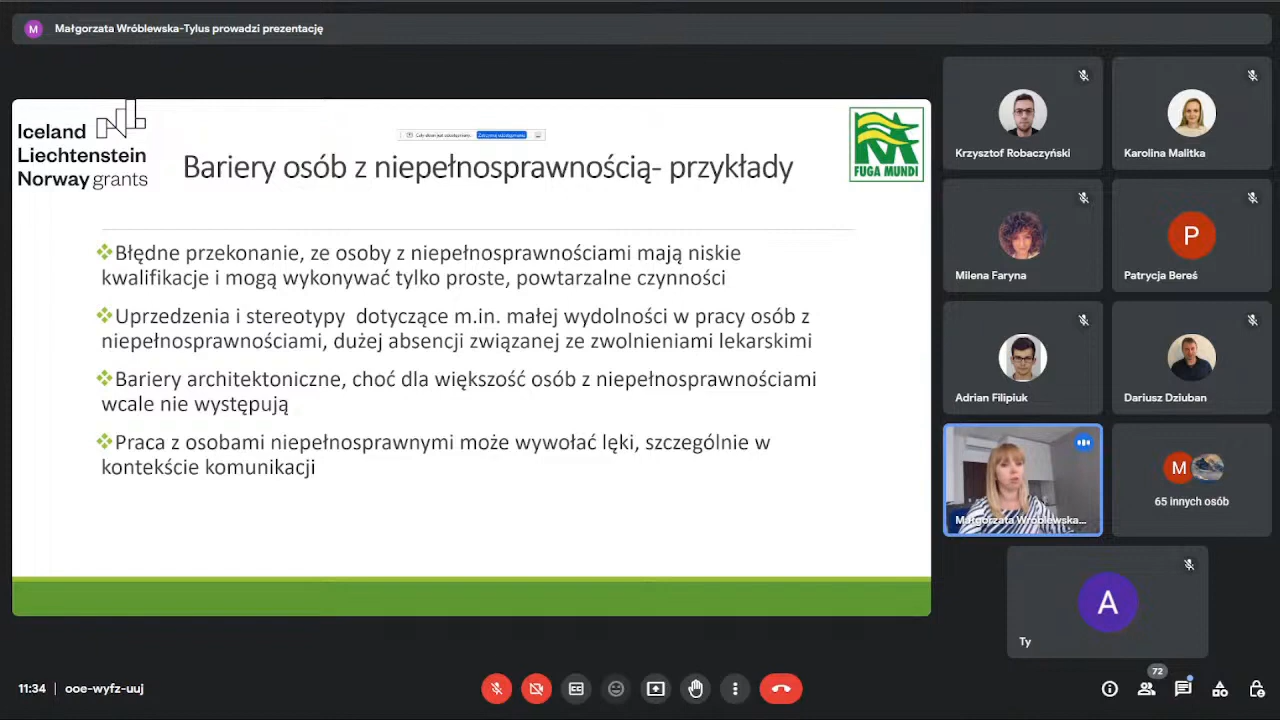 M
Małgorzata Wróblewska-Tylus prowadzi prezentację
Iceland
Liechtenstein
Norway grants
Bariery osób z niepełnosprawnością- przykłady
FUGA MUNDI
Błędne przekonanie, ze osoby z niepełnosprawnościami mają niskie
kwalifikacje i mogą wykonywać tylko proste, powtarzalne czynności
Uprzedzenia i stereotypy dotyczące m.in. małej wydolności w pracy osób z
niepełnosprawnościami, dużej absencji związanej ze zwolnieniami lekarskimi
Bariery architektoniczne, choć dla większość osób z niepełnosprawnościami
wcale nie występują
Praca z osobami niepełnosprawnymi może wywołać lęki, szczególnie w
kontekście komunikacji
Krzysztof Robaczyński
Karolina Malitka
Milena Faryna
P
Patrycja Bereś
Adrian Filipiuk
Dariusz Dziuban
Małgorzata Wróblewska...
M
65 innych osób
A
Ty
11:34 | ooe-wyfz-uuj
72